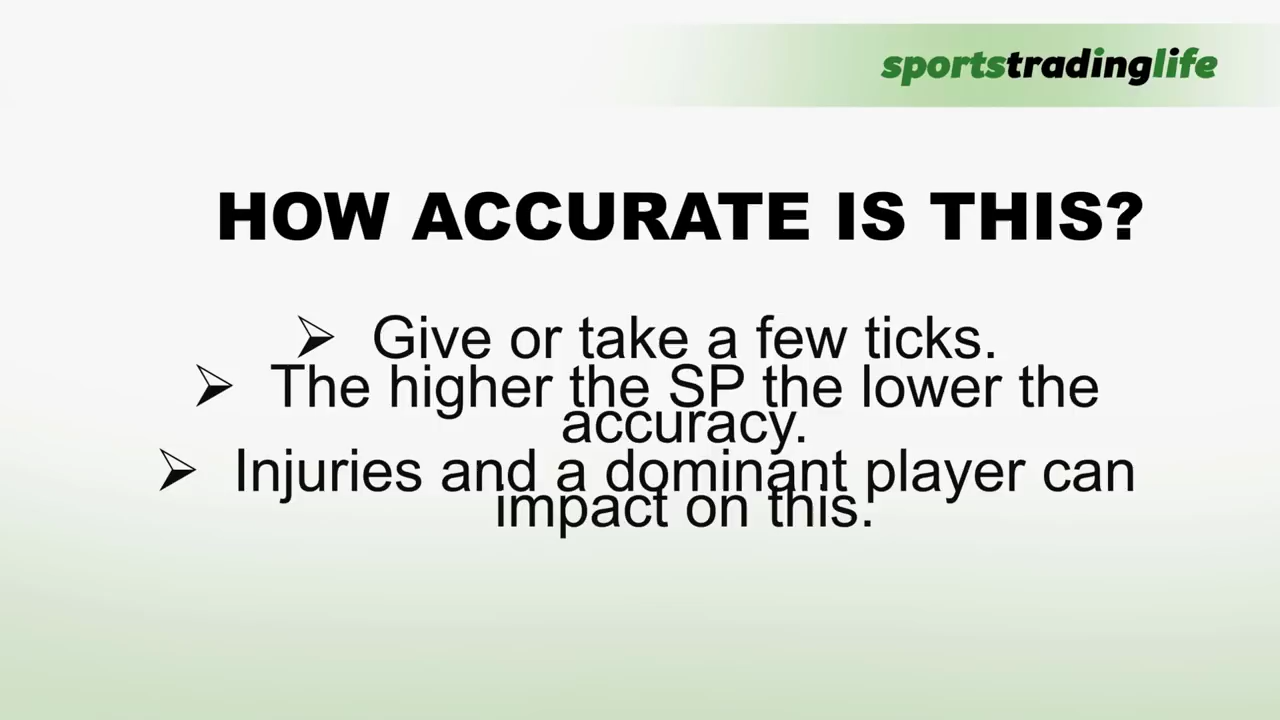 sportstradinglife
HOW ACCURATE IS THIS?
➢ Give or take a few ticks.
➢ The higher the SP the lower the
accuracy.
➢ Injuries and a dominant player can
impact on this.